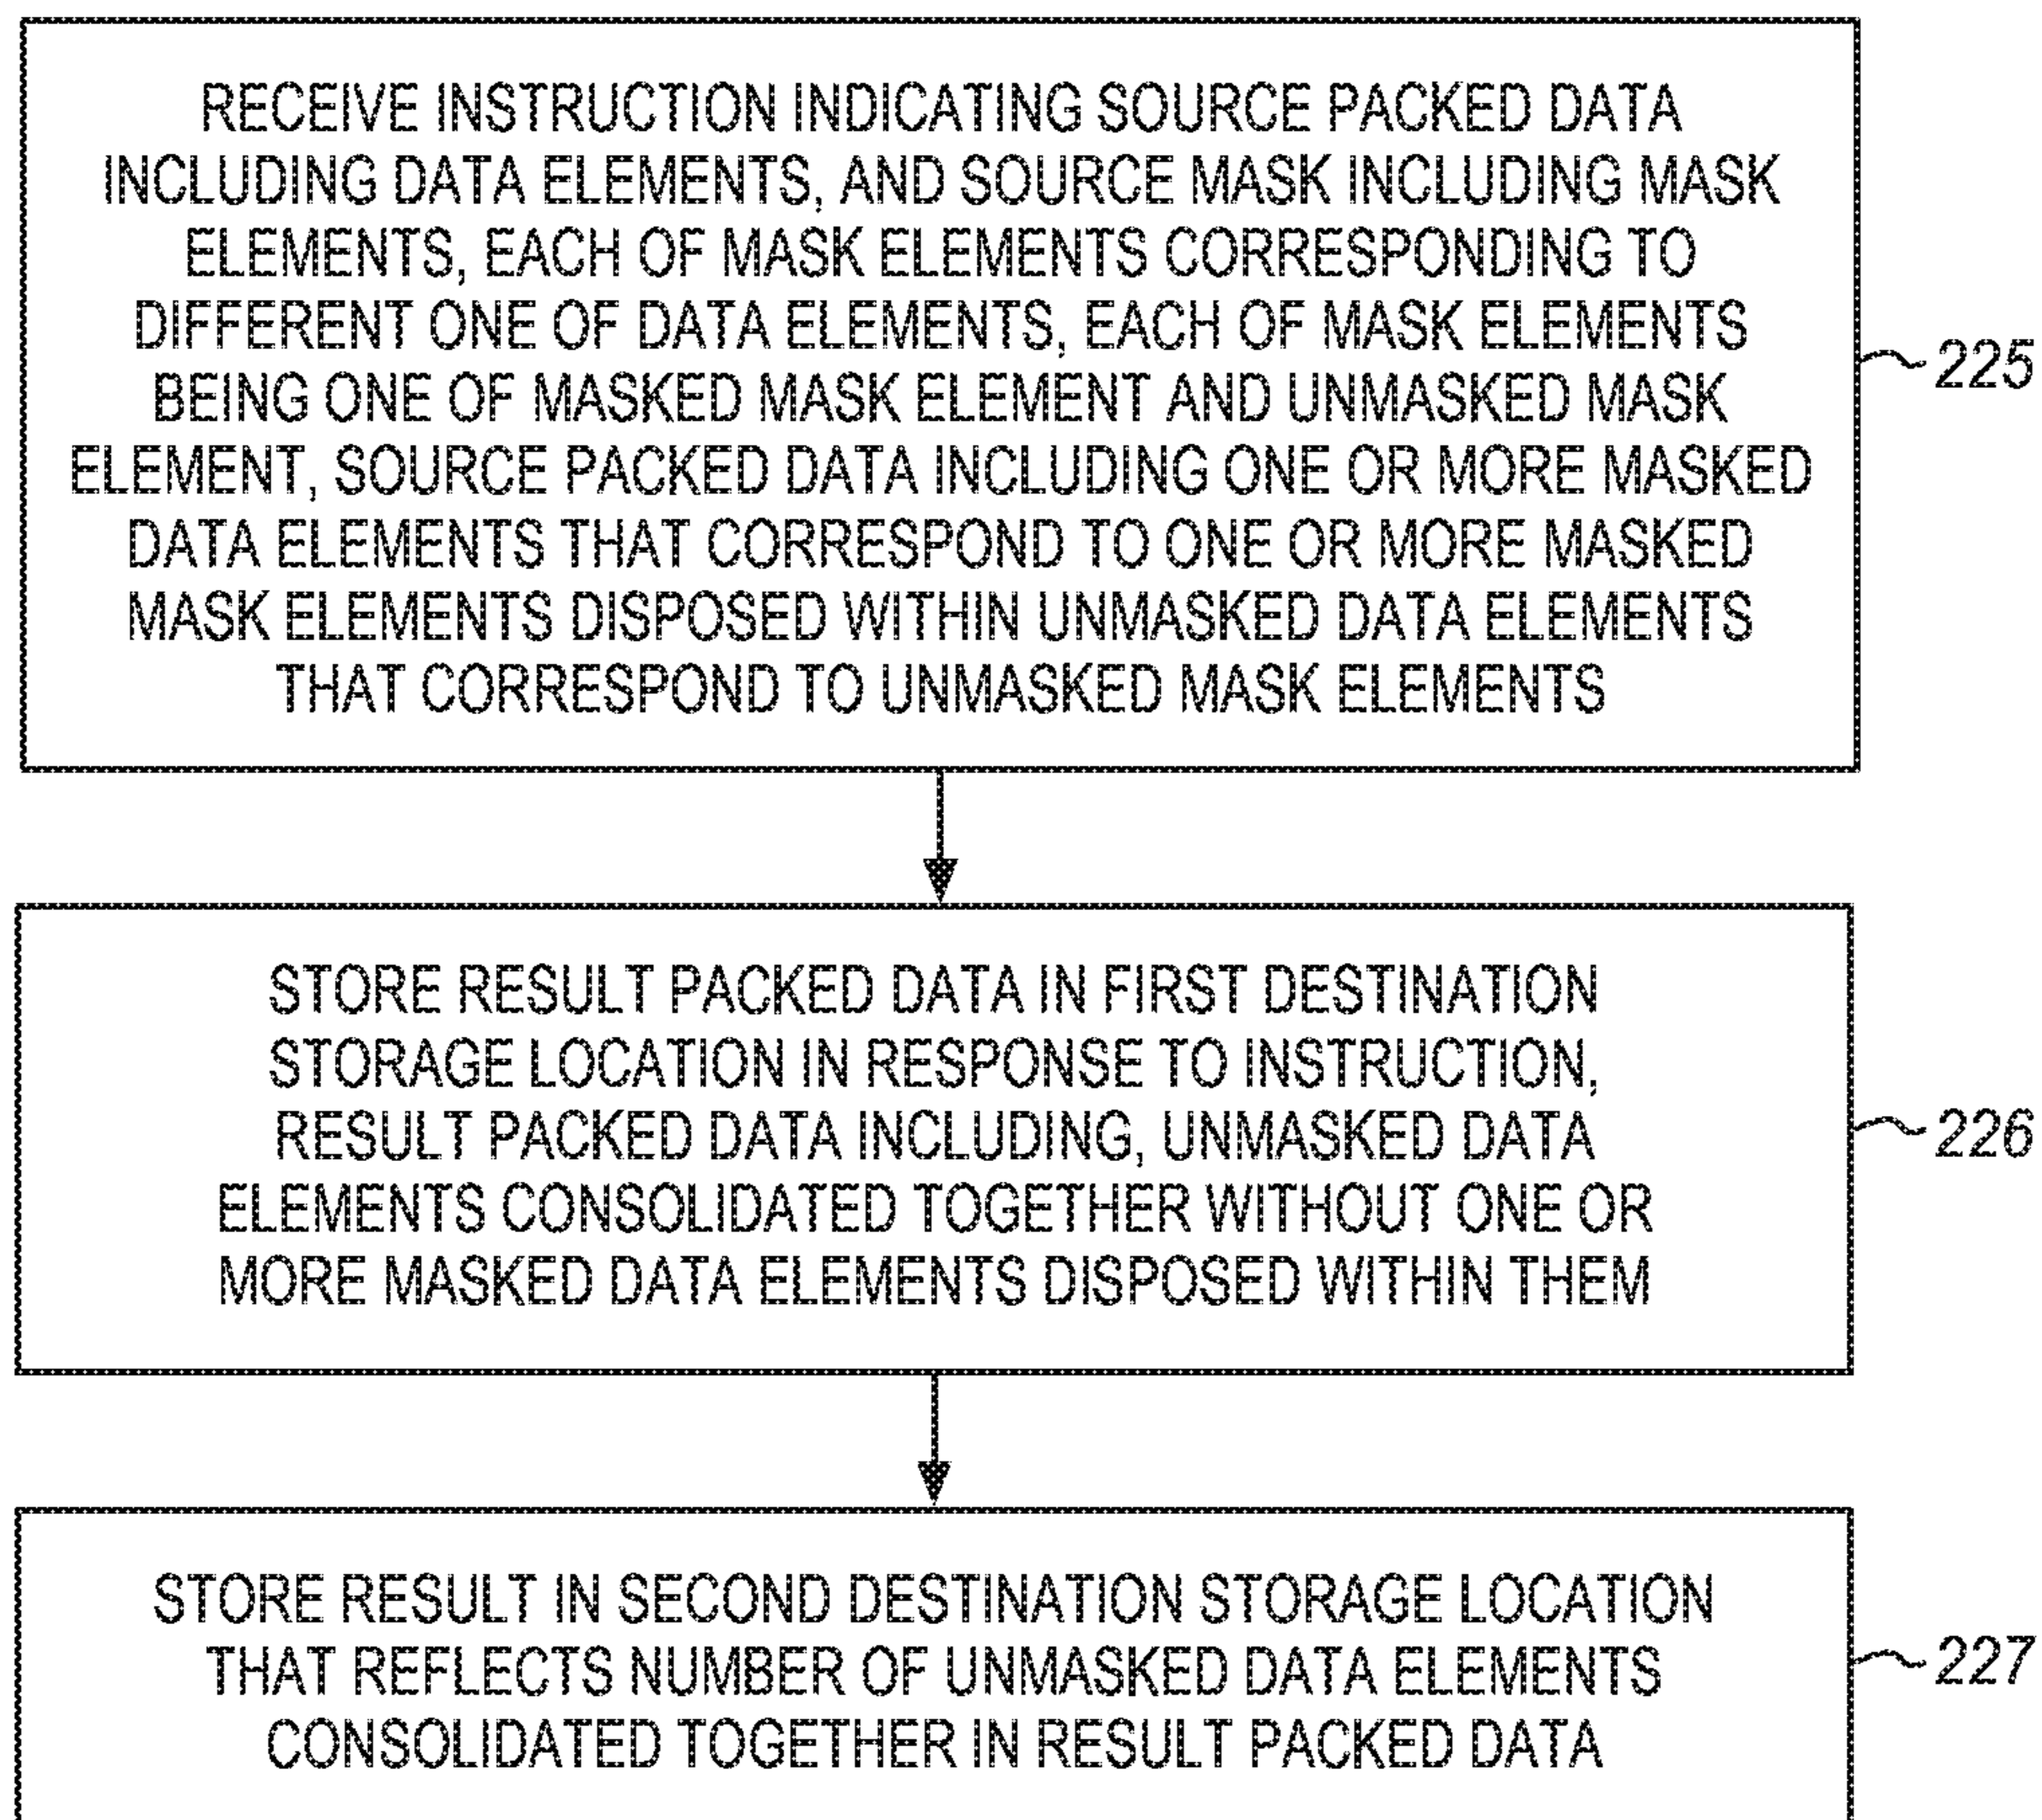 RECEIVE INSTRUCTION INDICATING SOURCE PACKED DATA
INCLUDING DATA ELEMENTS, AND SOURCE MASK INCLUDING MASK
ELEMENTS, EACH OF MASK ELEMENTS CORRESPONDING TO
DIFFERENT ONE OF DATA ELEMENTS, EACH OF MASK ELEMENTS
BEING ONE OF MASKED MASK ELEMENT AND UNMASKED MASK
ELEMENT, SOURCE PACKED DATA INCLUDING ONE OR MORE MASKED
DATA ELEMENTS THAT CORRESPOND TO ONE OR MORE MASKED
MASK ELEMENTS DISPOSED WITHIN UNMASKED DATA ELEMENTS
THAT CORRESPOND TO UNMASKED MASK ELEMENTS
225
STORE RESULT PACKED DATA IN FIRST DESTINATION
STORAGE LOCATION IN RESPONSE TO INSTRUCTION,
RESULT PACKED DATA INCLUDING, UNMASKED DATA
ELEMENTS CONSOLIDATED TOGETHER WITHOUT ONE OR
MORE MASKED DATA ELEMENTS DISPOSED WITHIN THEM
226
STORE RESULT IN SECOND DESTINATION STORAGE LOCATION
THAT REFLECTS NUMBER OF UNMASKED DATA ELEMENTS
CONSOLIDATED TOGETHER IN RESULT PACKED DATA
227